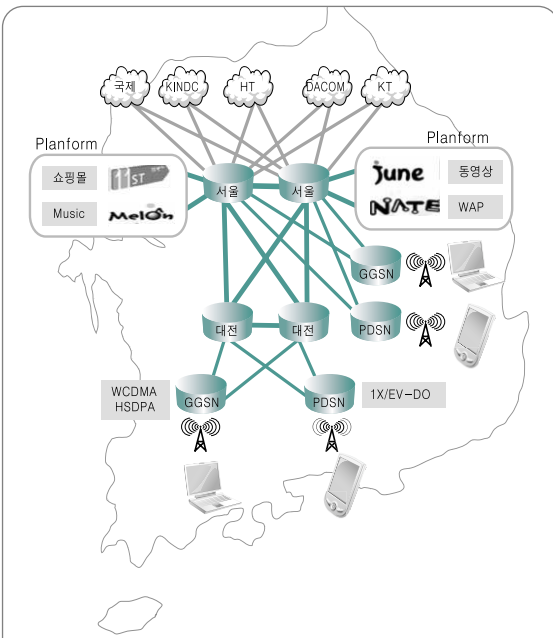 국제
KINDC
HT
DACOM
KT
Planform
쇼핑몰
11ST
Music
MelOn
서울
서울
Planform
june
동영상
NATE
WAP
GGSN
PDSN
대전
대전
WCDMA
HSDPA
GGSN
PDSN
1X/EV-DO